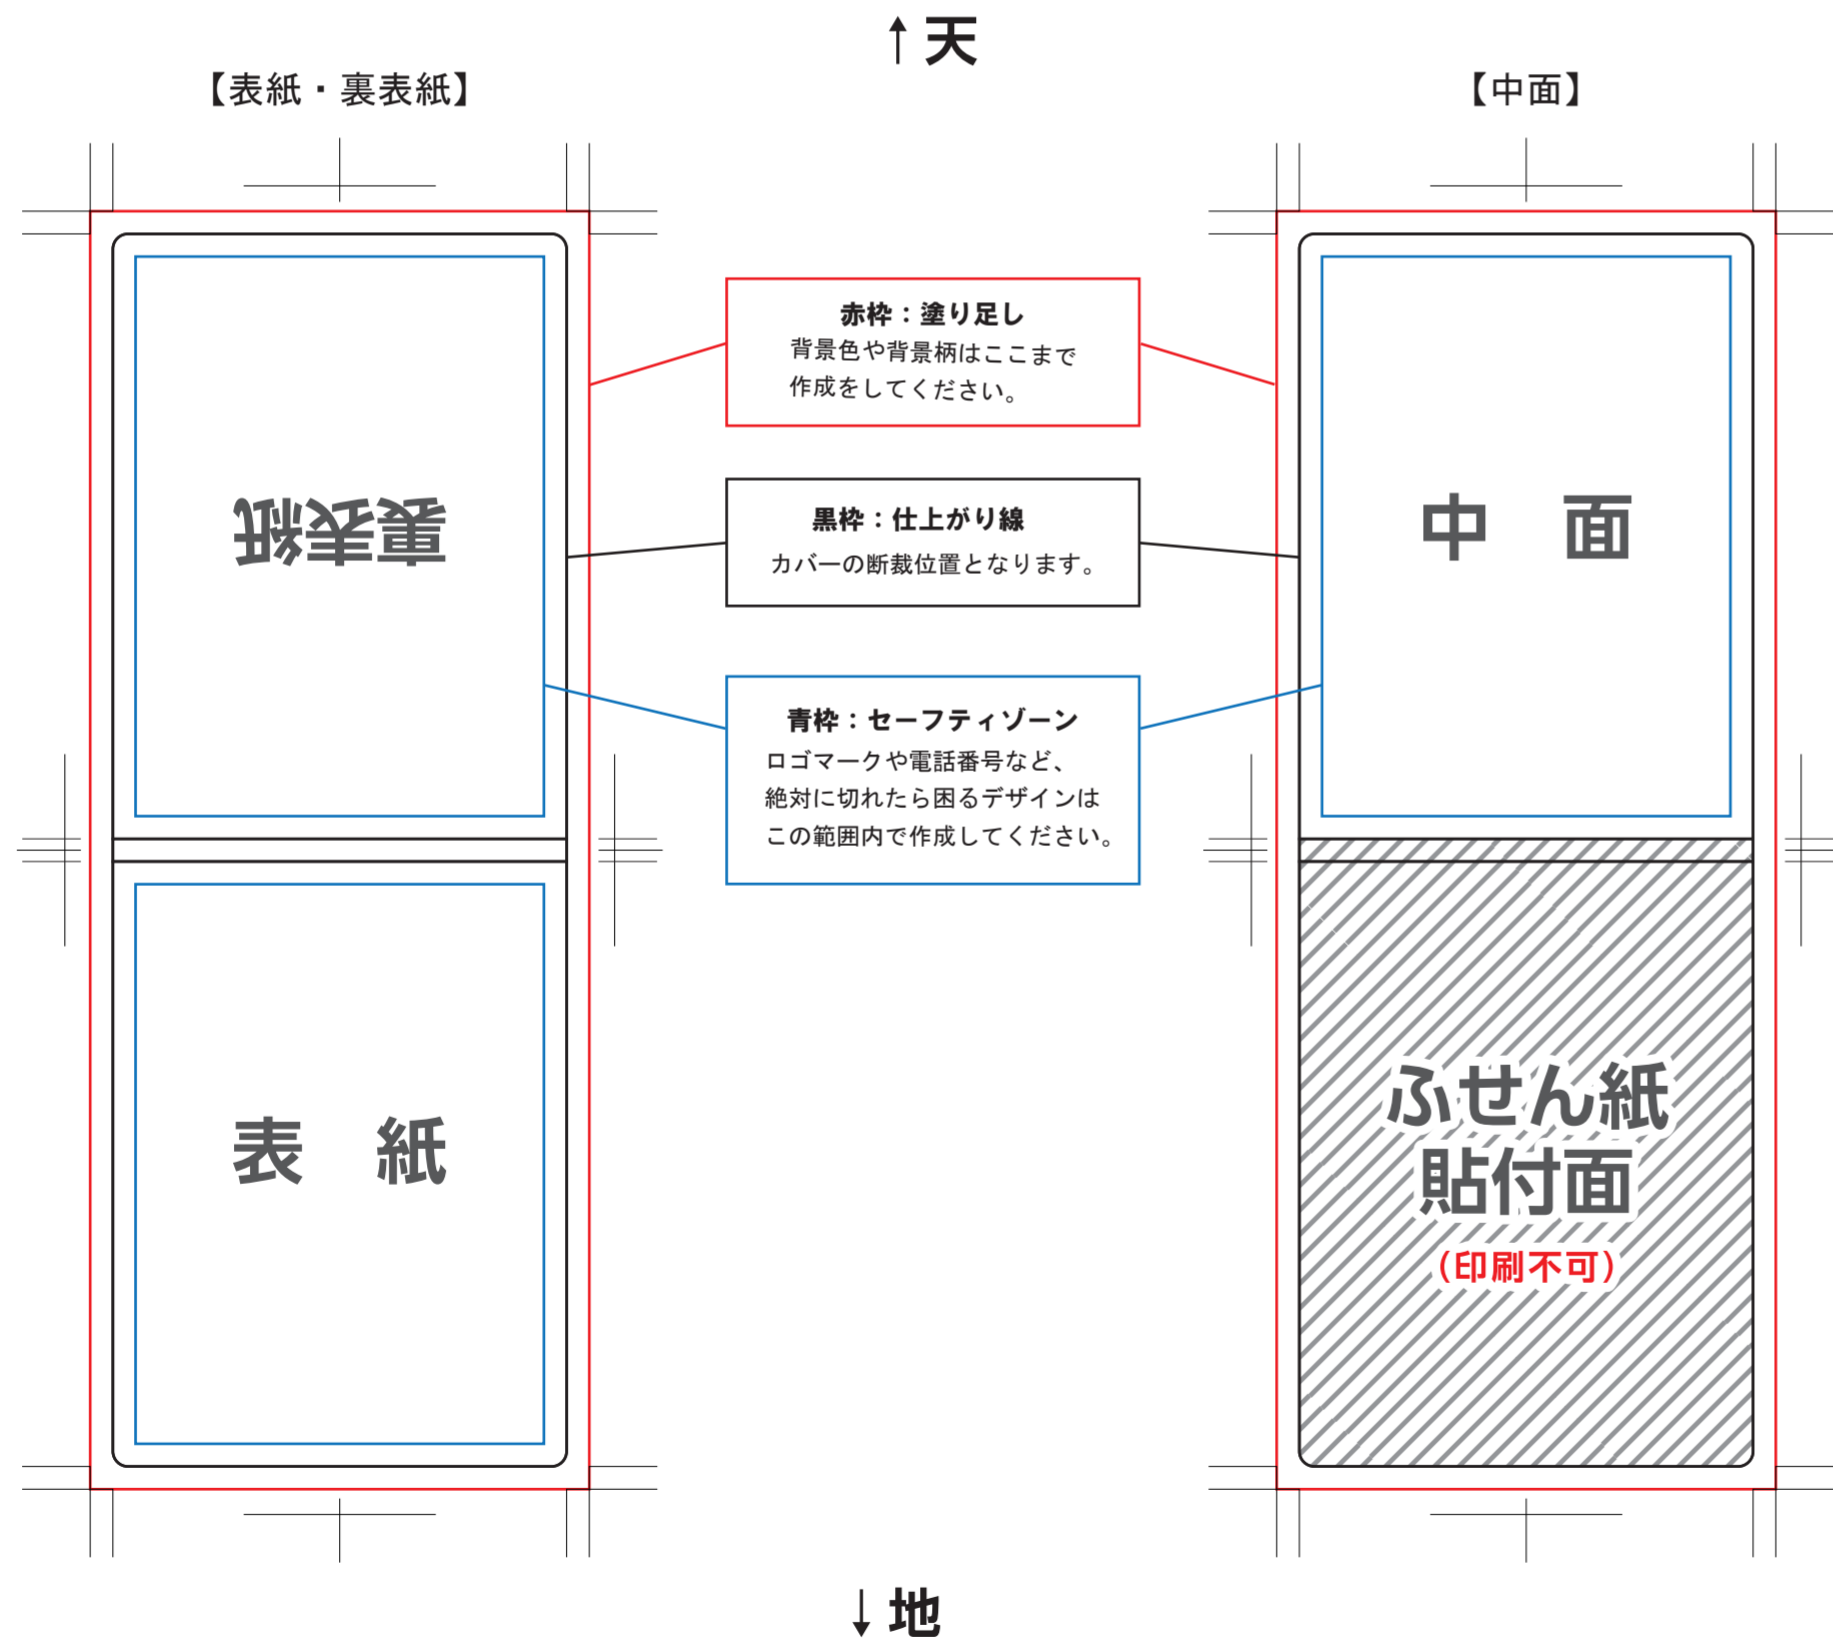 ↑天
【表紙・裏表紙】
【中面】
赤枠：塗り足し
背景色や背景柄はここまで
作成をしてください。
黒枠：仕上がり線
カバーの断裁位置となります。
青枠：セーフティゾーン
ロゴマークや電話番号など、
絶対に切れたら困るデザインは
この範囲内で作成してください。
裏表紙
表　紙
中　面
ふせん紙
貼付面
（印刷不可）
↓地